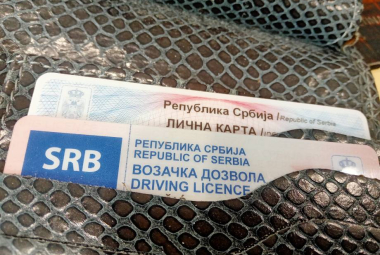 Република Србија / Republic of Serbia
ЛИЧНА КАРТА /
SRB
РЕПУБЛИКА СРБИЈА
REPUBLIC OF SERBIA
ВОЗАЧКА ДОЗВОЛА
DRIVING LICENCE